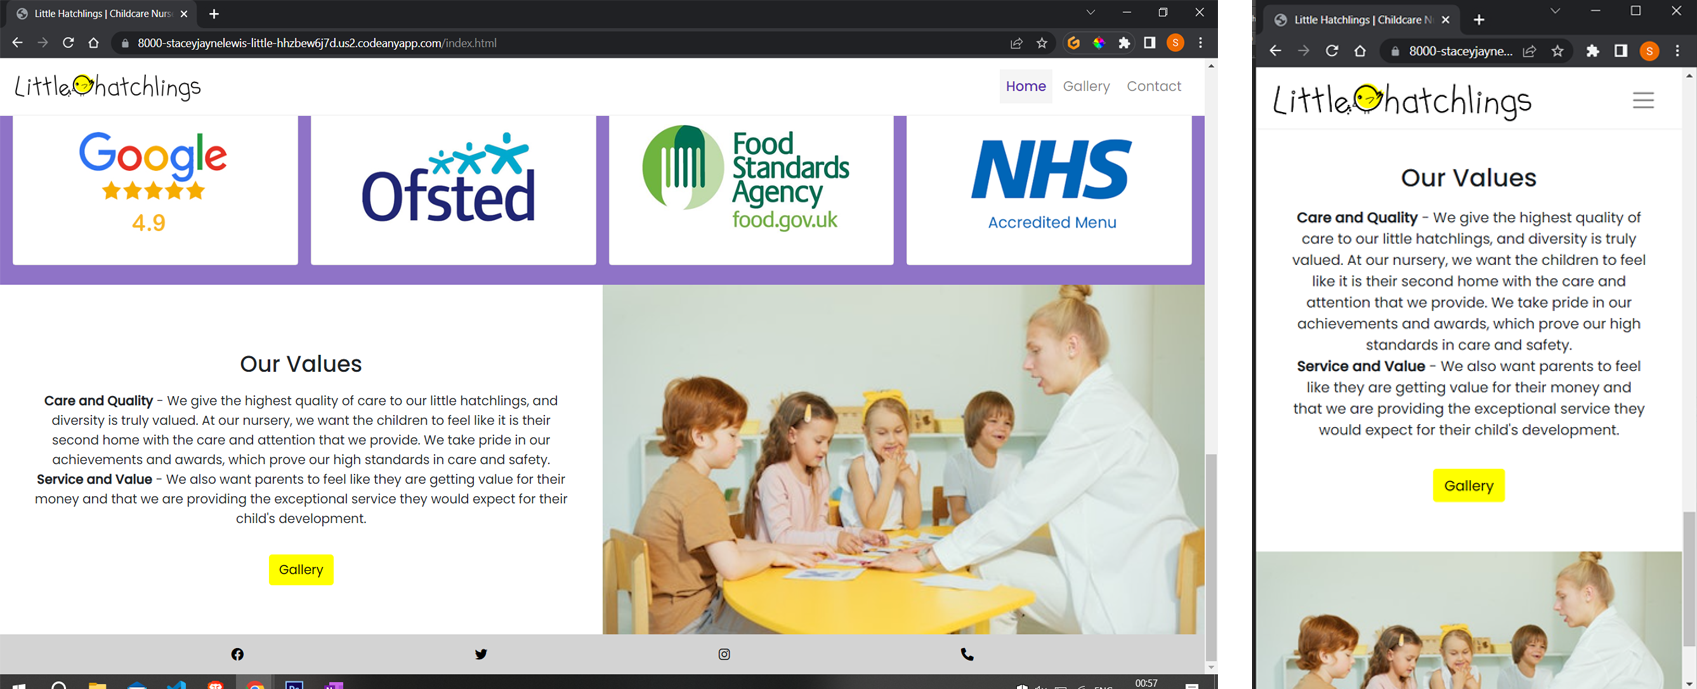 Little Hatchlings | Childcare Nurs
8000-staceyjaynelewis-little-hhzbew6j7d.us2.codeanyapp.com/index.html
S
Little hatchlings
Home
Gallery
Contact
Google
4.9
Ofsted
Food
Standards
Agency
food.gov.uk
NHS
Accredited Menu
Our Values
Care and Quality - We give the highest quality of care to our little hatchlings, and
diversity is truly valued. At our nursery, we want the children to feel like it is their
second home with the care and attention that we provide. We take pride in our
achievements and awards, which prove our high standards in care and safety.
Service and Value - We also want parents to feel like they are getting value for their
money and that we are providing the exceptional service they would expect for their
child's development.
Gallery
00:57
Little Hatchlings | Childcare N
8000-staceyjayne...
S
Little hatchlings
Our Values
Care and Quality - We give the highest quality of
care to our little hatchlings, and diversity is truly
valued. At our nursery, we want the children to feel
like it is their second home with the care and
attention that we provide. We take pride in our
achievements and awards, which prove our high
standards in care and safety.
Service and Value - We also want parents to feel
like they are getting value for their money and
that we are providing the exceptional service they
would expect for their child's development.
Gallery